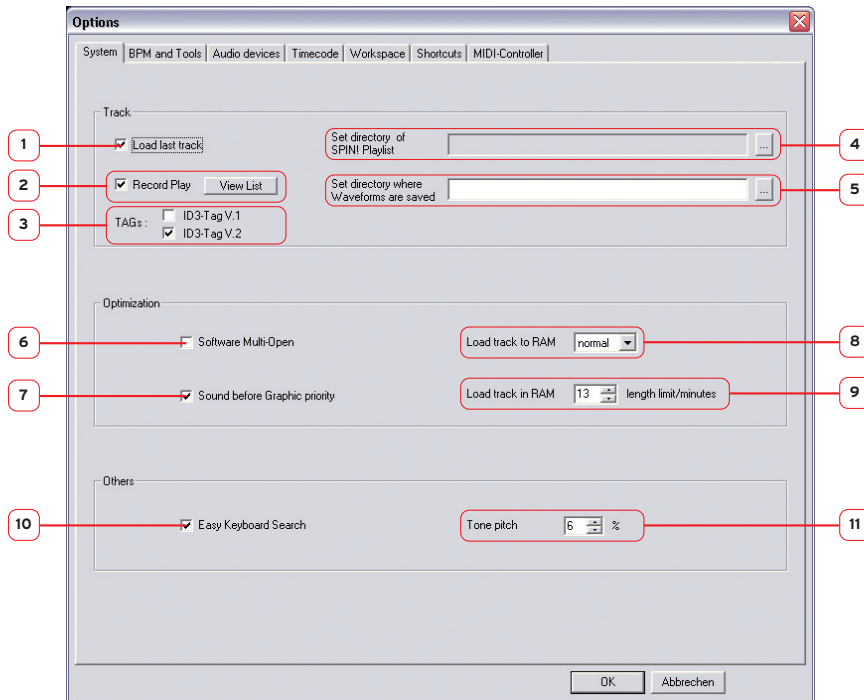 Options
System BPM and Tools Audio devices Timecode Workspace Shortcuts MIDI-Controller
Track
1 Load last track Set directory of SPIN! Playlist ... 4
2 Record Play View List Set directory where Waveforms are saved ... 5
3 TAGs : ID3-Tag V.1
ID3-Tag V.2
Optimization
6 Software Multi-Open Load track to RAM normal 8
7 Sound before Graphic priority Load track in RAM 13 length limit/minutes 9
Others
10 Easy Keyboard Search Tone pitch 6 % 11
OK Abbrechen